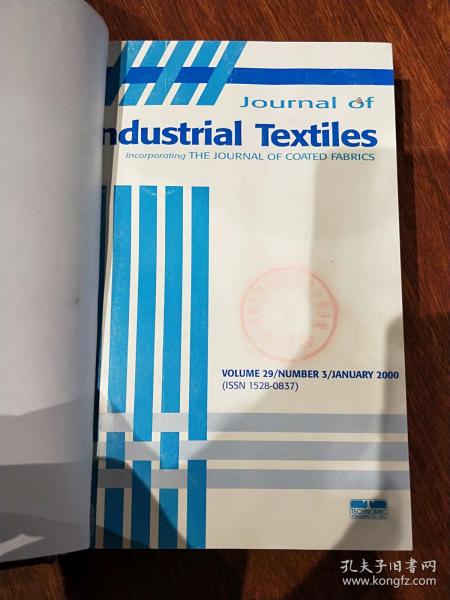 Journal of
ndustrial Textiles
Incorporating THE JOURNAL OF COATED FABRICS
VOLUME 29/NUMBER 3/JANUARY 2000
(ISSN 1528-0837)
TECHNOMIC
孔夫子旧书网
www.kongfz.com